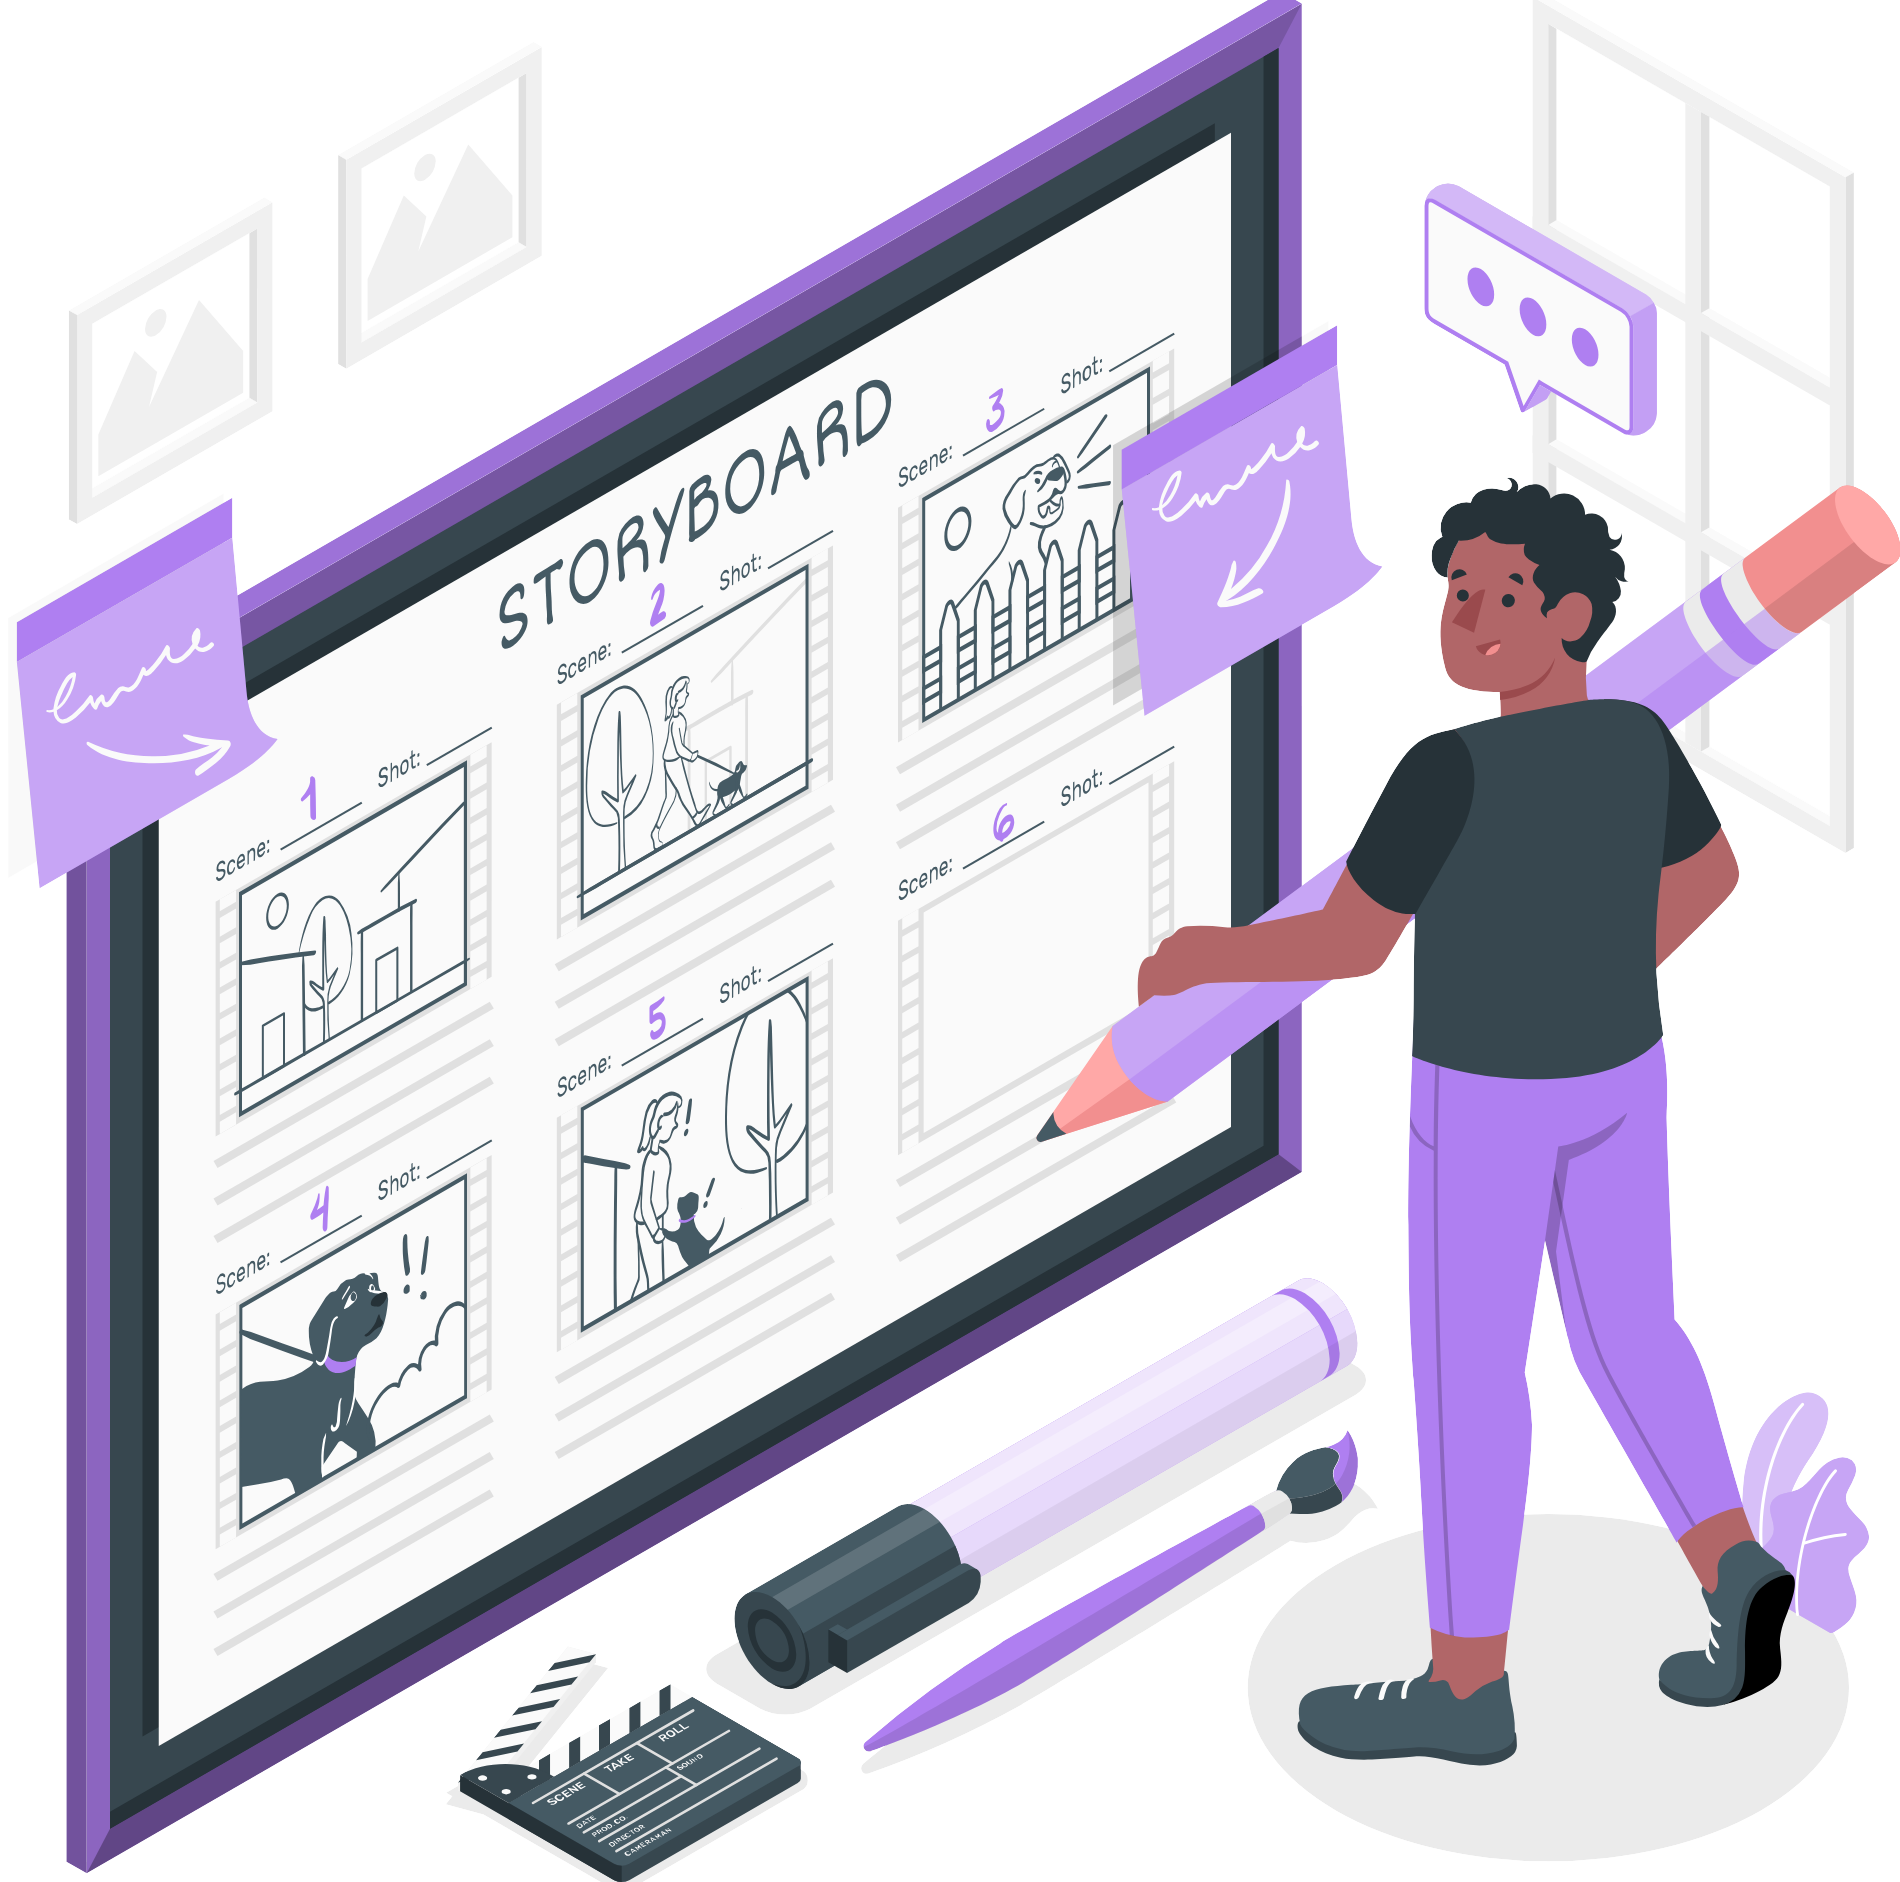 STORYBOARD
Scene: 1 Shot:
Scene: 2 Shot:
Scene: 3 Shot:
Scene: 4 Shot:
Scene: 5 Shot:
Scene: 6 Shot:
SCENE TAKE ROLL
DATE SOUND
PROD.CO.
DIRECTOR
CAMERAMAN